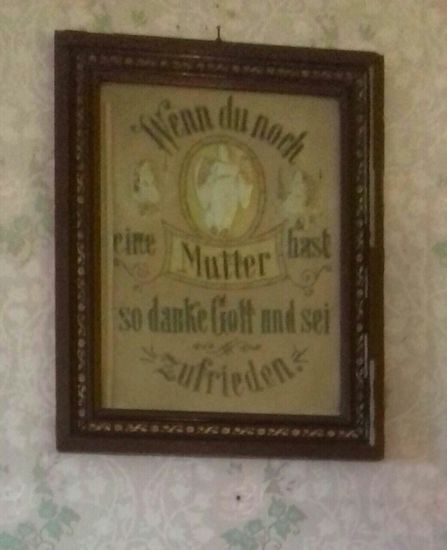 Wenn du noch
eine Mutter hast
so danke Gott und sei
zufrieden.